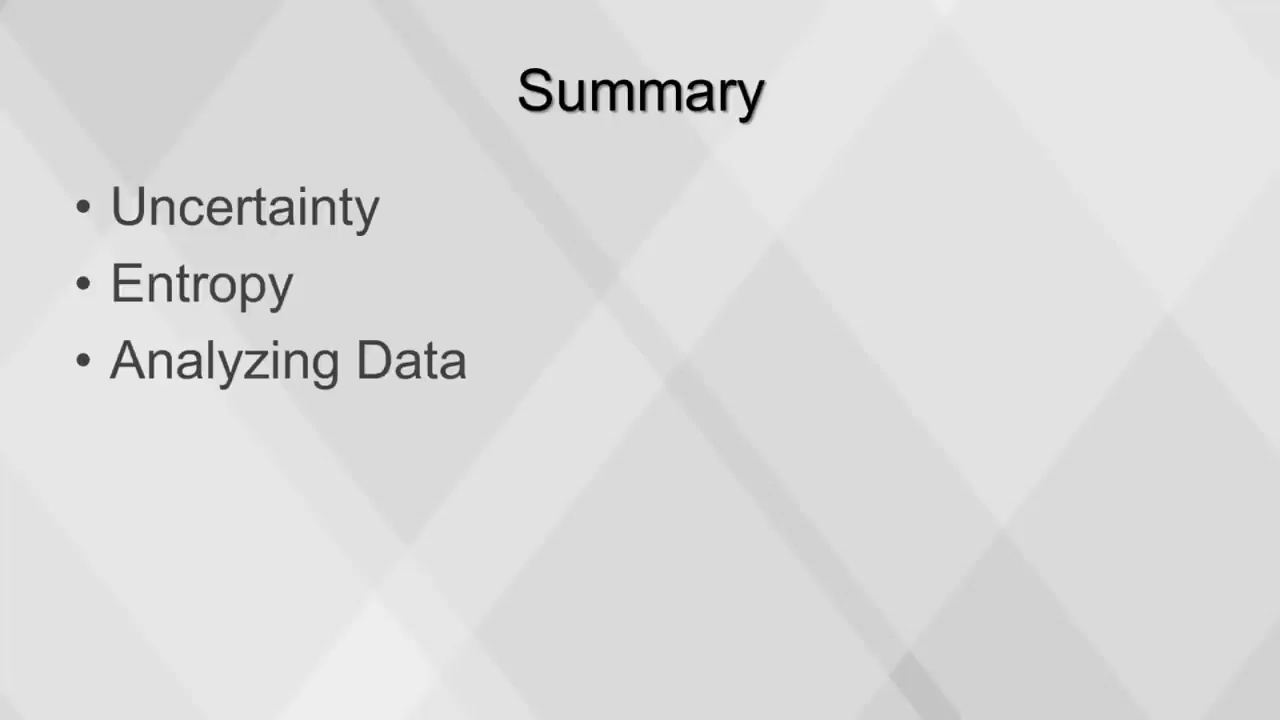 Summary
• Uncertainty
• Entropy
• Analyzing Data